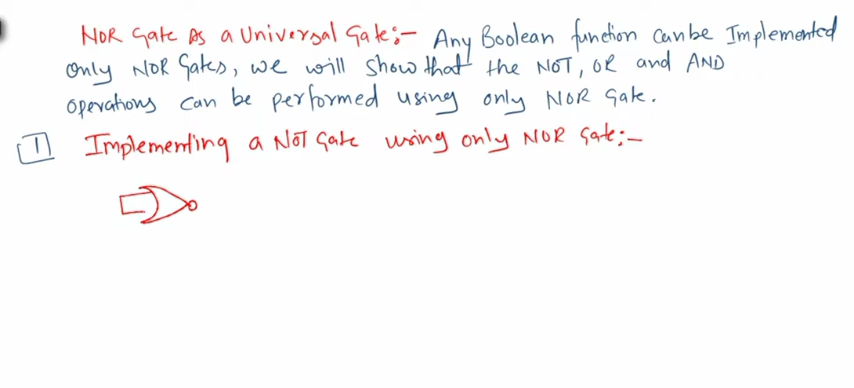 NOR Gate As a Universal Gate:- Any Boolean function can be Implemented
Only NOR Gates, we will show that the NOT, OR and AND
operations can be performed using only NOR Gate.
1 Implementing a NOT Gate using only NOR Gate:-